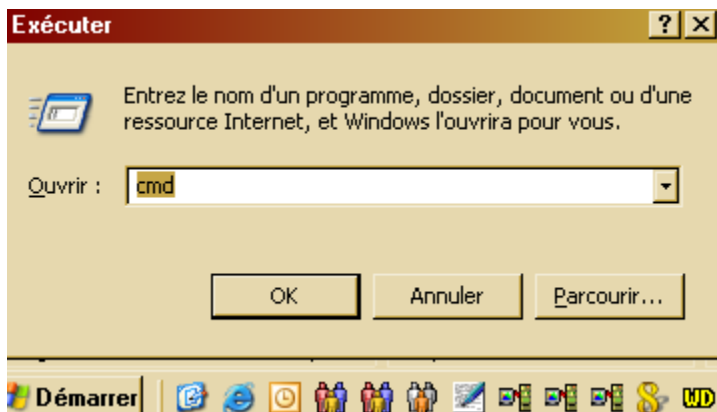 Exécuter
Entrez le nom d'un programme, dossier, document ou d'une
ressource Internet, et Windows l'ouvrira pour vous.
Ouvrir :
cmd
OK
Annuler
Parcourir...
Démarrer
WD